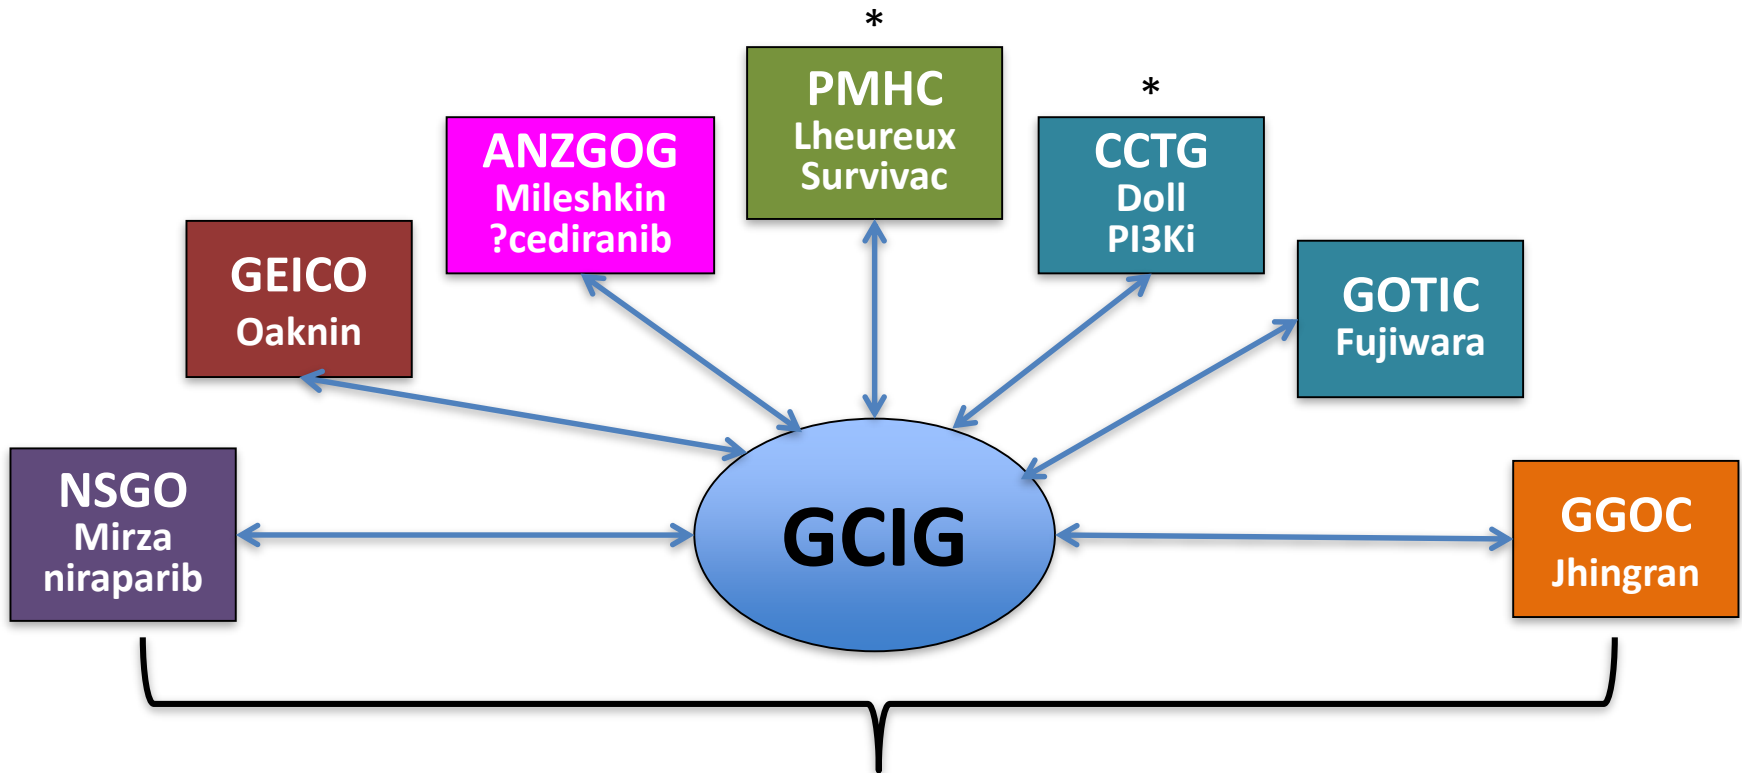 *
PMHC
Lheureux
Survivac
*
CCTG
Doll
PI3Ki
ANZGOG
Mileshkin
?cediranib
GEICO
Oaknin
GOTIC
Fujiwara
NSGO
Mirza
niraparib
GCIG
GGOC
Jhingran